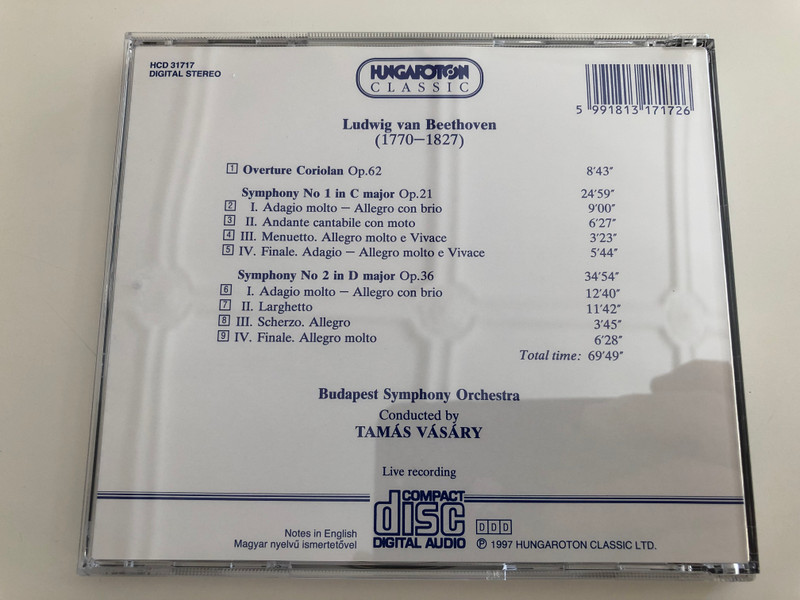 HCD 31717
DIGITAL STEREO
HUNGAROTON
CLASSIC
5 991813 171726
Ludwig van Beethoven
(1770–1827)
1 Overture Coriolan Op.62 8'43"
Symphony No 1 in C major Op.21 24'59"
2 I. Adagio molto – Allegro con brio 9'00"
3 II. Andante cantabile con moto 6'27"
4 III. Menuetto. Allegro molto e Vivace 3'23"
5 IV. Finale. Adagio – Allegro molto e Vivace 5'44"
Symphony No 2 in D major Op.36 34'54"
6 I. Adagio molto – Allegro con brio 12'40"
7 II. Larghetto 11'42"
8 III. Scherzo. Allegro 3'45"
9 IV. Finale. Allegro molto 6'28"
Total time: 69'49"
Budapest Symphony Orchestra
Conducted by
TAMÁS VÁSÁRY
Live recording
COMPACT
disc
DIGITAL AUDIO
Notes in English
Magyar nyelvű ismertetővel
D D D
℗ 1997 HUNGAROTON CLASSIC LTD.